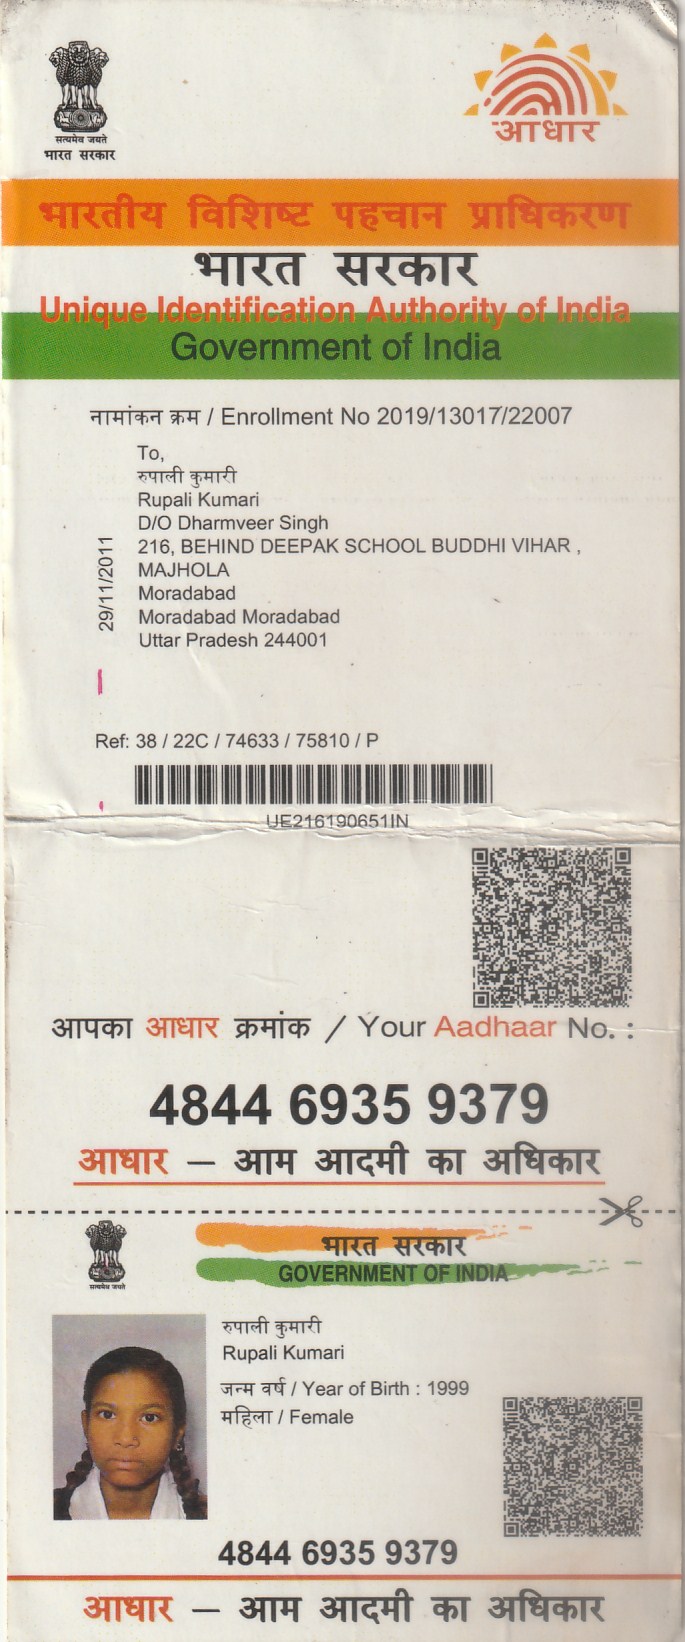 सत्यमेव जयते
भारत सरकार
आधार
भारतीय विशिष्ट पहचान प्राधिकरण
भारत सरकार
Unique Identification Authority of India
Government of India
नामांकन क्रम / Enrollment No 2019/13017/22007
To,
रुपाली कुमारी
Rupali Kumari
D/O Dharmveer Singh
216, BEHIND DEEPAK SCHOOL BUDDHI VIHAR ,
MAJHOLA
Moradabad
Moradabad Moradabad
Uttar Pradesh 244001
29/11/2011
Ref: 38 / 22C / 74633 / 75810 / P
UE216190651IN
आपका आधार क्रमांक / Your Aadhaar No. :
4844 6935 9379
आधार — आम आदमी का अधिकार
सत्यमेव जयते
भारत सरकार
GOVERNMENT OF INDIA
रुपाली कुमारी
Rupali Kumari
जन्म वर्ष / Year of Birth : 1999
महिला / Female
4844 6935 9379
आधार — आम आदमी का अधिकार